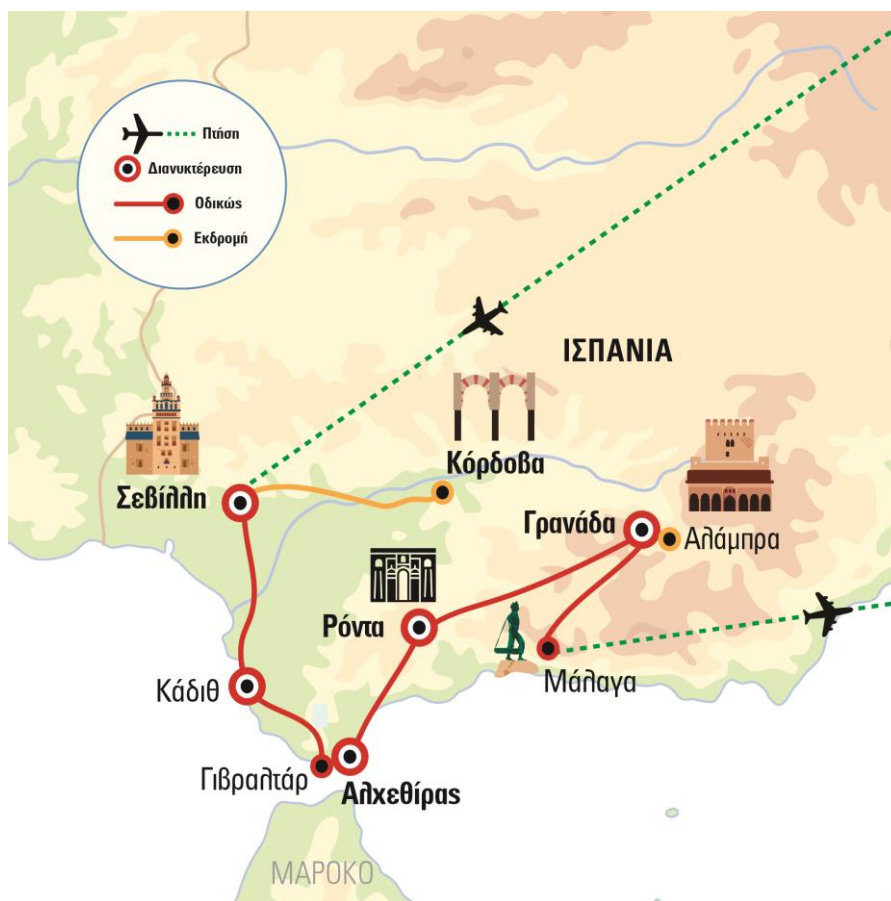 Πτήση
Διανυκτέρευση
Οδικώς
Εκδρομή
ΙΣΠΑΝΙΑ
Κόρδοβα
Σεβίλλη
Γρανάδα
Αλάμπρα
Ρόντα
Μάλαγα
Κάδιθ
Γιβραλτάρ
Αλχεθίρας
ΜΑΡΟΚΟ